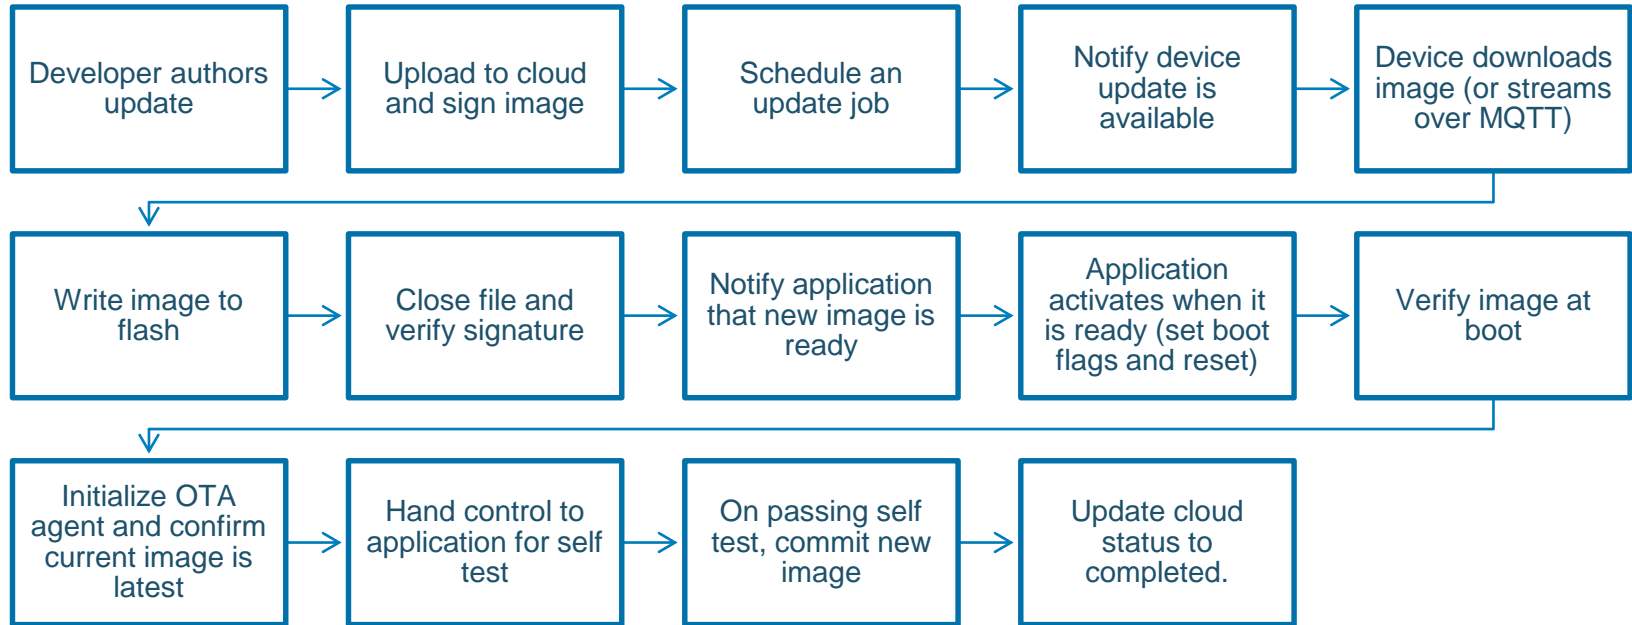 Developer authors
update
Upload to cloud
and sign image
Schedule an
update job
Notify device
update is
available
Device downloads
image (or streams
over MQTT)
Write image to
flash
Close file and
verify signature
Notify application
that new image is
ready
Application
activates when it
is ready (set boot
flags and reset)
Verify image at
boot
Initialize OTA
agent and confirm
current image is
latest
Hand control to
application for self
test
On passing self
test, commit new
image
Update cloud
status to
completed.